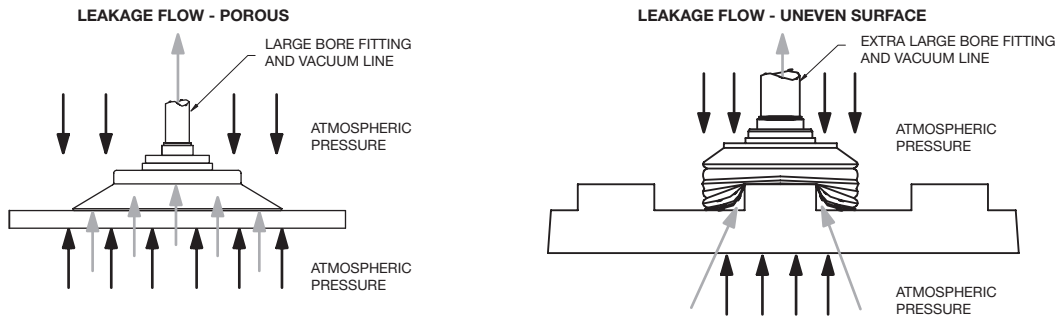 LEAKAGE FLOW - POROUS
LARGE BORE FITTING
AND VACUUM LINE
ATMOSPHERIC
PRESSURE
ATMOSPHERIC
PRESSURE
LEAKAGE FLOW - UNEVEN SURFACE
EXTRA LARGE BORE FITTING
AND VACUUM LINE
ATMOSPHERIC
PRESSURE
ATMOSPHERIC
PRESSURE